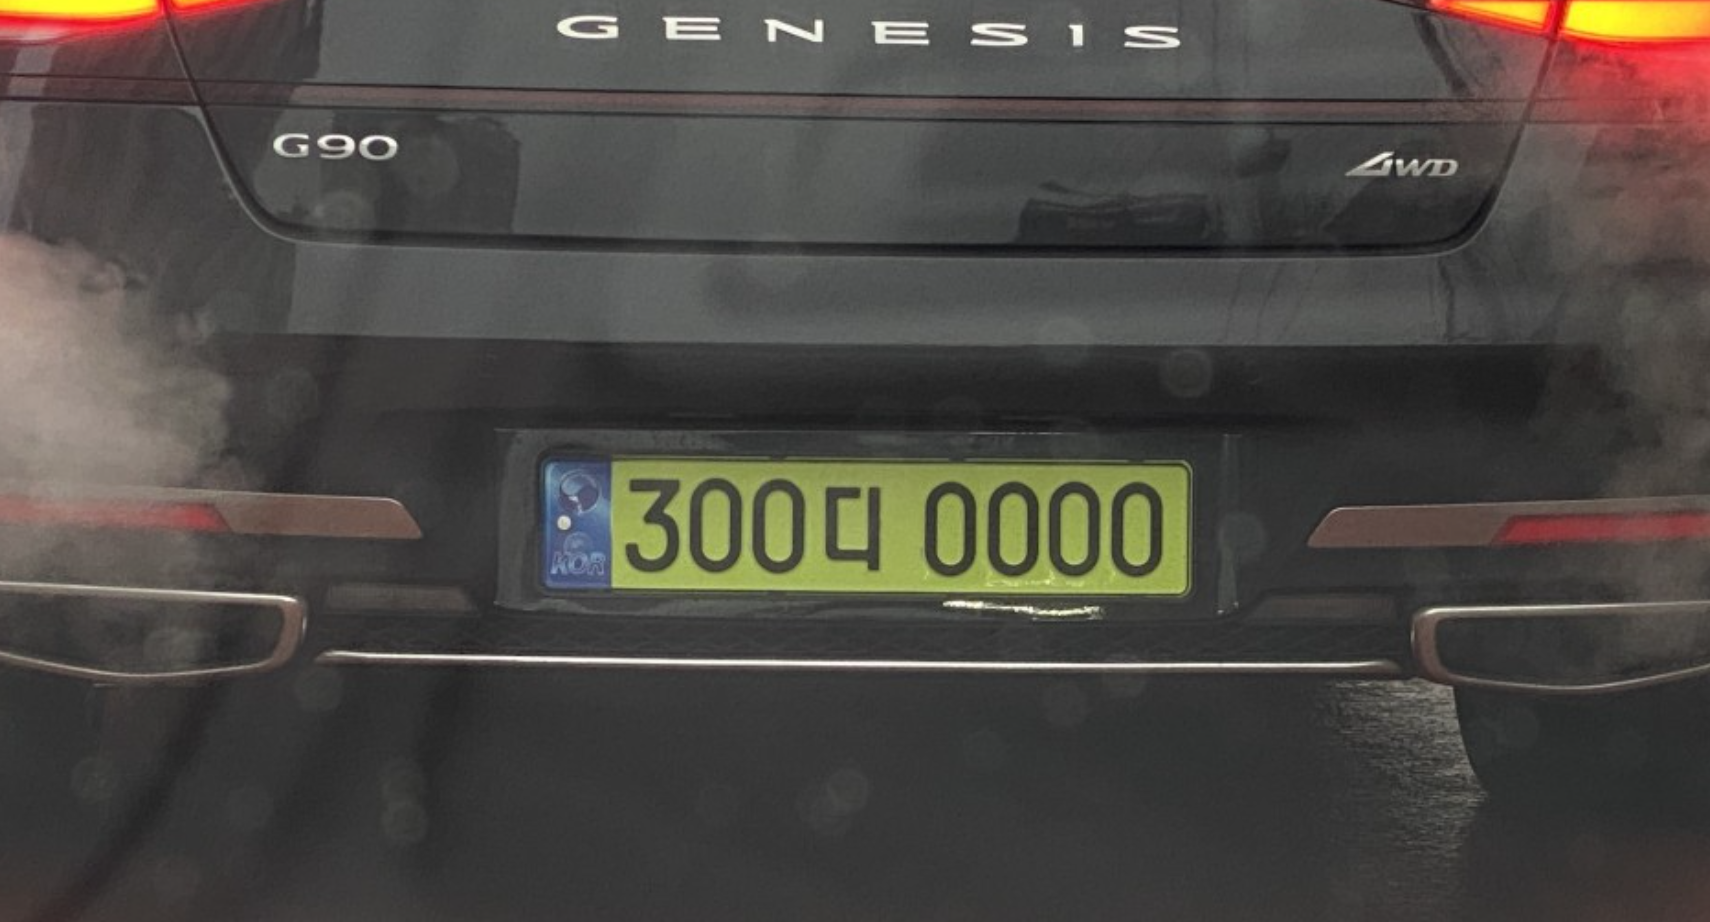 GENESIS
G90
4WD
300더 0000
KOR